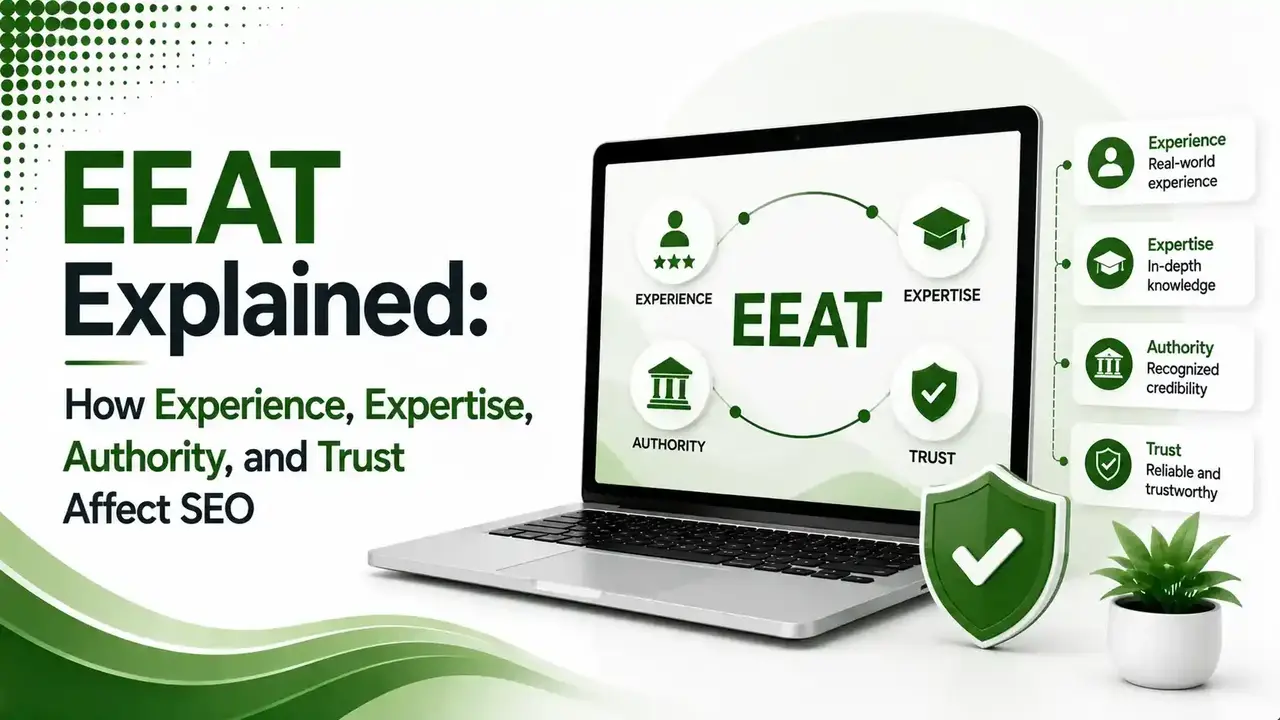 EEAT
Explained:
How Experience, Expertise,
Authority, and Trust
Affect SEO
EXPERIENCE
EXPERTISE
EEAT
AUTHORITY
TRUST
Experience
Real-world
experience
Expertise
In-depth
knowledge
Authority
Recognized
credibility
Trust
Reliable and
trustworthy